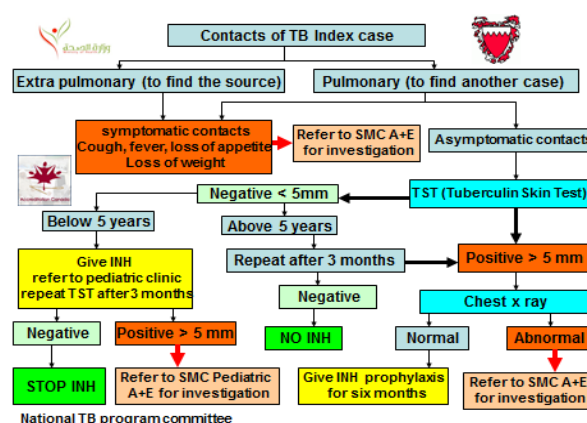 Contacts of TB Index case
Extra pulmonary (to find the source)
Pulmonary (to find another case)
symptomatic contacts
Cough, fever, loss of appetite
Loss of weight
Refer to SMC A+E
for investigation
Asymptomatic contacts
Accreditation Canada
Negative < 5mm
TST (Tuberculin Skin Test)
Below 5 years
Above 5 years
Give INH
refer to pediatric clinic
repeat TST after 3 months
Repeat after 3 months
Positive > 5 mm
Negative
Chest x ray
Negative
Positive > 5 mm
NO INH
Normal
Abnormal
STOP INH
Refer to SMC Pediatric
A+E for investigation
Give INH prophylaxis
for six months
Refer to SMC A+E
for investigation
National TB program committee